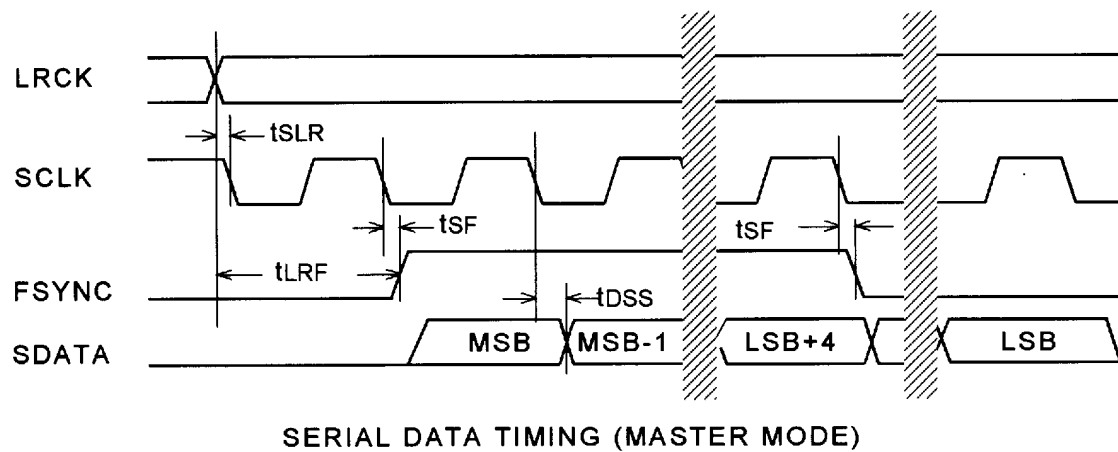 LRCK
tSLR
SCLK
tSF
tSF
tLRF
FSYNC
tDSS
SDATA
MSB
MSB-1
LSB+4
LSB
SERIAL DATA TIMING (MASTER MODE)